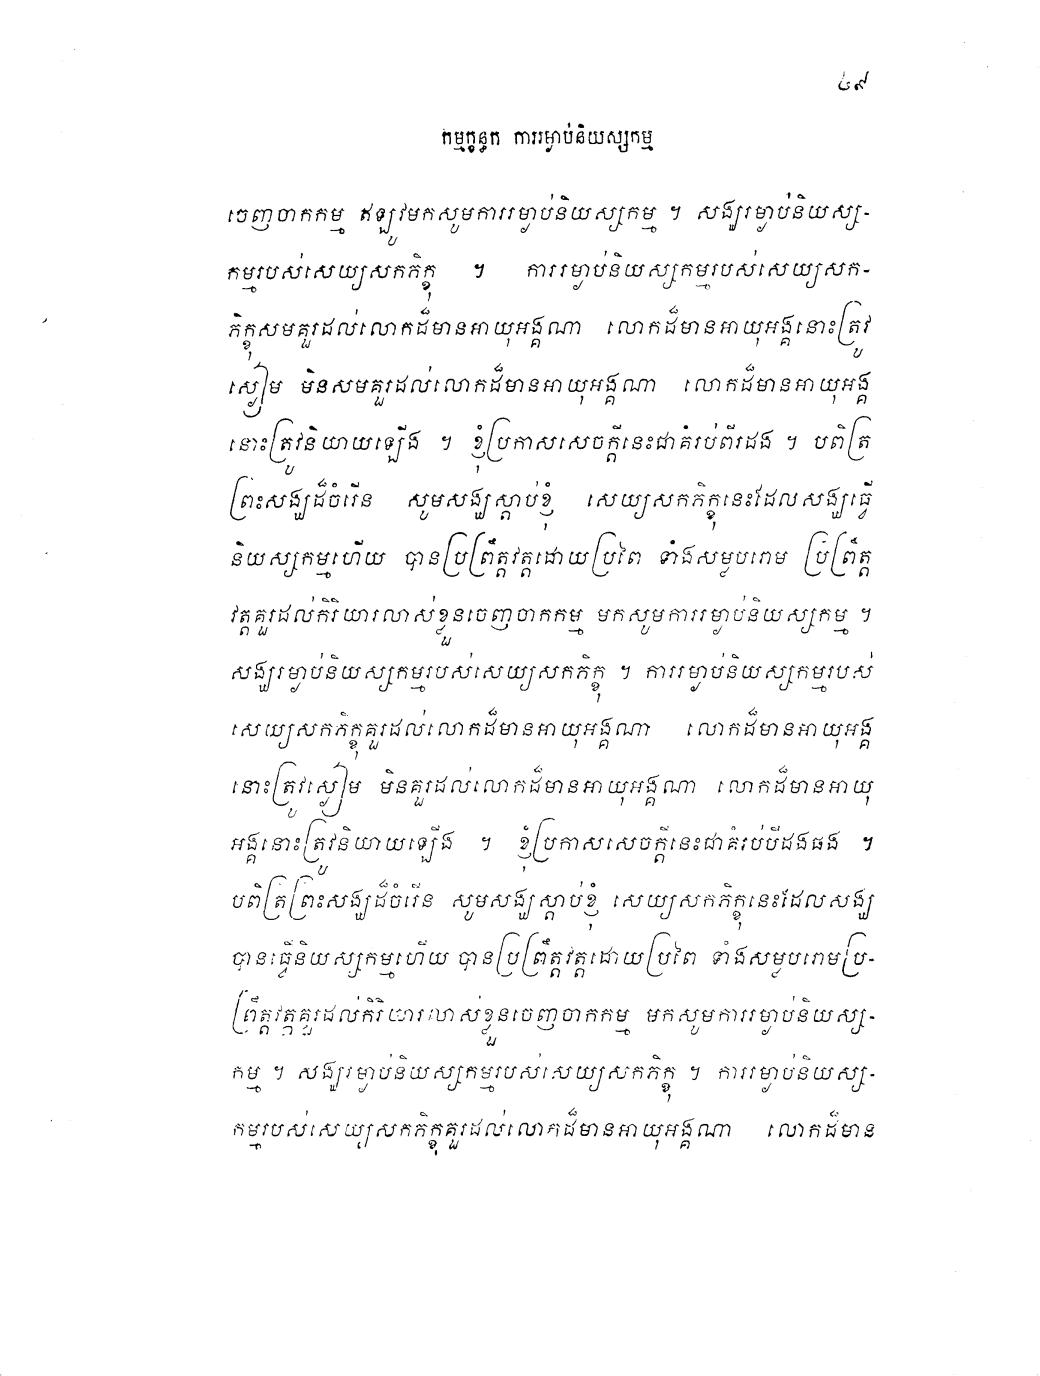 ៤៩
កម្មក្ខន្ធក ការរម្ងាប់និយស្សកម្ម
ចេញចាកកម្ម ឥឡូវមកសូមការរម្ងាប់និយស្សកម្ម ។ សង្ឃរម្ងាប់និយស្ស-
កម្មរបស់សេយ្យសកភិក្ខុ ។ ការរម្ងាប់និយស្សកម្មរបស់សេយ្យសក-
ភិក្ខុសមគួរដល់លោកដ៏មានអាយុអង្គណា លោកដ៏មានអាយុអង្គនោះត្រូវ
ស្ងៀម មិនសមគួរដល់លោកដ៏មានអាយុអង្គណា លោកដ៏មានអាយុអង្គ
នោះត្រូវនិយាយឡើង ។ ខ្ញុំប្រកាសសេចក្តីនេះជាគំរប់ពីរដង ។ បពិត្រ
ព្រះសង្ឃដ៏ចំរើន សូមសង្ឃស្តាប់ខ្ញុំ សេយ្យសកភិក្ខុនេះដែលសង្ឃធ្វើ
និយស្សកម្មហើយ បានប្រព្រឹត្តវត្តដោយប្រពៃ ទាំងសម្ងបរោម ប្រព្រឹត្ត
វត្តគួរដល់កិរិយារលាស់ខ្លួនចេញចាកកម្ម មកសូមការរម្ងាប់និយស្សកម្ម ។
សង្ឃរម្ងាប់និយស្សកម្មរបស់សេយ្យសកភិក្ខុ ។ ការរម្ងាប់និយស្សកម្មរបស់
សេយ្យសកភិក្ខុគួរដល់លោកដ៏មានអាយុអង្គណា លោកដ៏មានអាយុអង្គ
នោះត្រូវស្ងៀម មិនគួរដល់លោកដ៏មានអាយុអង្គណា លោកដ៏មានអាយុ
អង្គនោះត្រូវនិយាយឡើង ។ ខ្ញុំប្រកាសសេចក្តីនេះជាគំរប់បីដងផង ។
បពិត្រព្រះសង្ឃដ៏ចំរើន សូមសង្ឃស្តាប់ខ្ញុំ សេយ្យសកភិក្ខុនេះដែលសង្ឃ
បានធ្វើនិយស្សកម្មហើយ បានប្រព្រឹត្តវត្តដោយប្រពៃ ទាំងសម្ងបរោមប្រ-
ព្រឹត្តវត្តគួរដល់កិរិយារលាស់ខ្លួនចេញចាកកម្ម មកសូមការរម្ងាប់និយស្ស-
កម្ម ។ សង្ឃរម្ងាប់និយស្សកម្មរបស់សេយ្យសកភិក្ខុ ។ ការរម្ងាប់និយស្ស-
កម្មរបស់សេយ្យសកភិក្ខុគួរដល់លោកដ៏មានអាយុអង្គណា លោកដ៏មាន